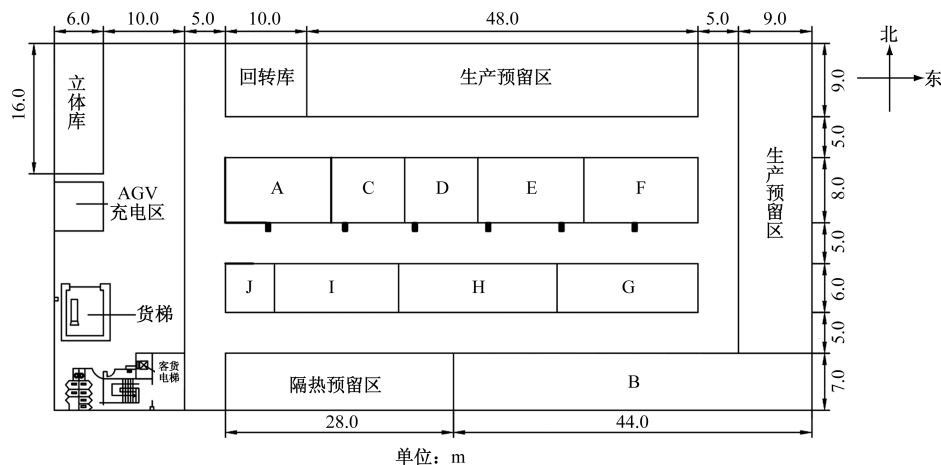 6.0
10.0
5.0
10.0
48.0
5.0
9.0
北
东
16.0
立体库
回转库
生产预留区
9.0
5.0
AGV
充电区
A
C
D
E
F
8.0
生产预留区
5.0
货梯
J
I
H
G
6.0
5.0
客货
电梯
隔热预留区
B
7.0
28.0
44.0
单位：m